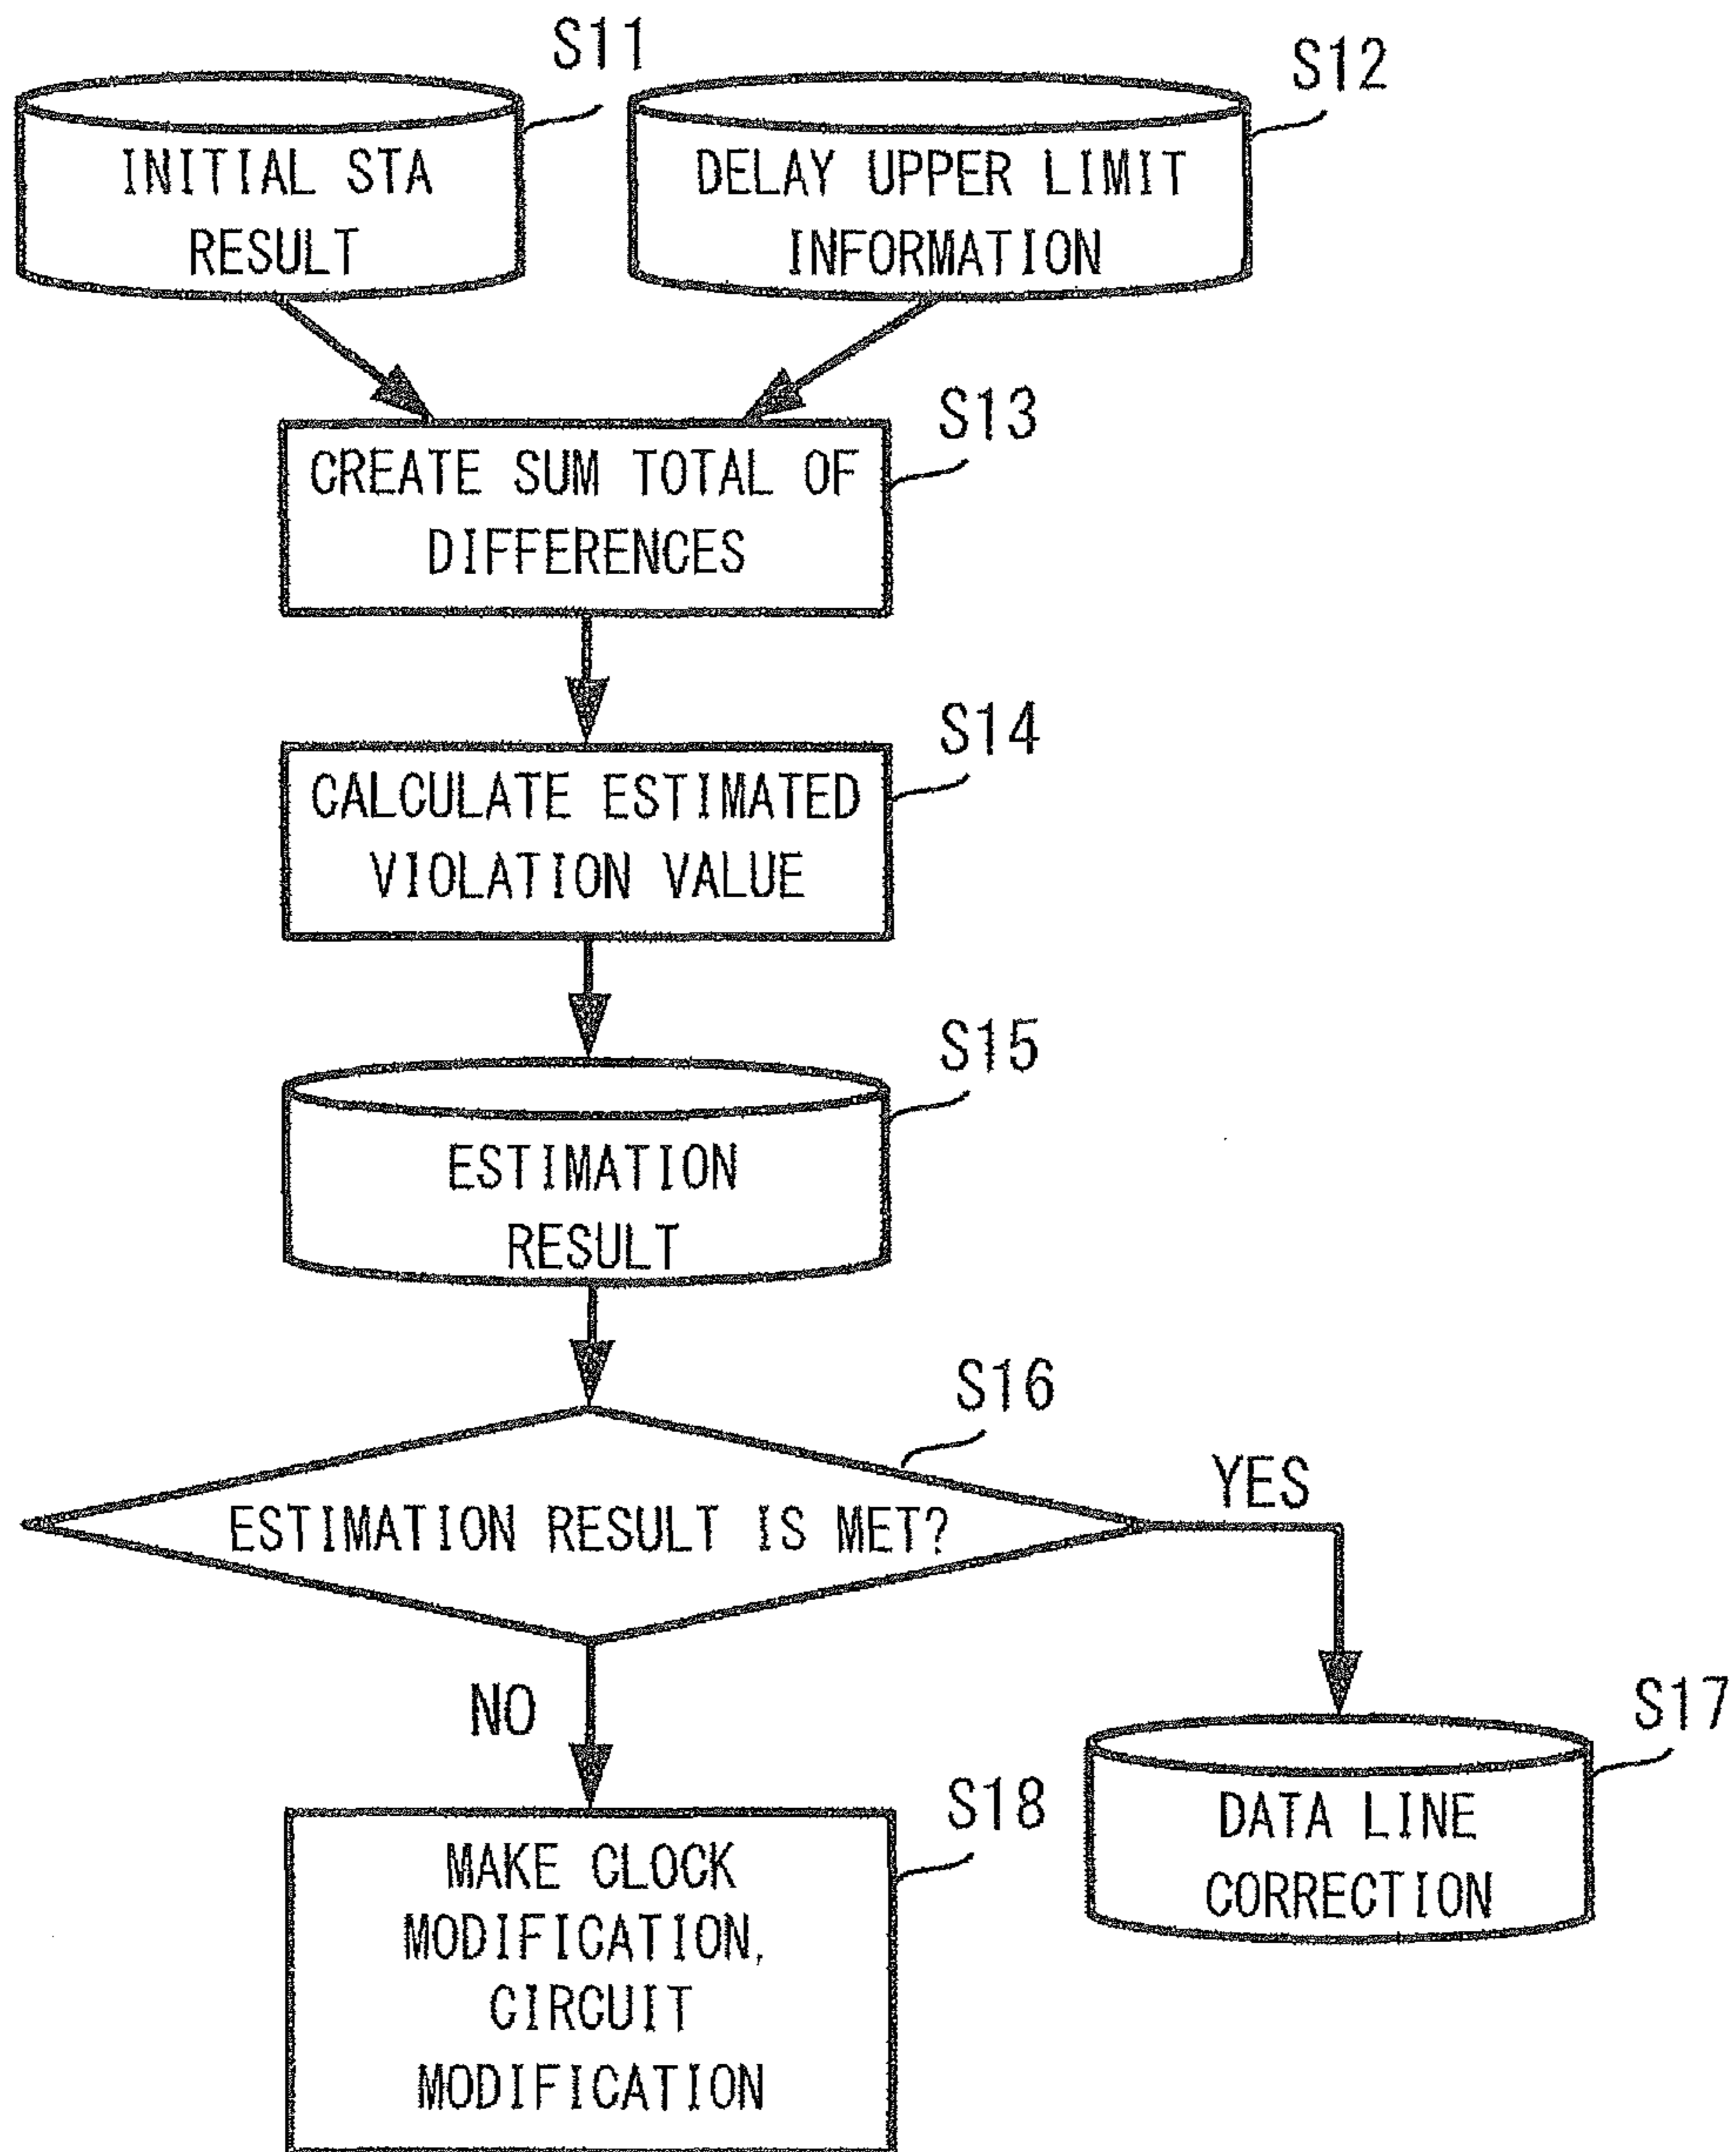 S11
S12
INITIAL STA
RESULT
DELAY UPPER LIMIT
INFORMATION
S13
CREATE SUM TOTAL OF
DIFFERENCES
S14
CALCULATE ESTIMATED
VIOLATION VALUE
S15
ESTIMATION
RESULT
S16
ESTIMATION RESULT IS MET?
YES
NO
S17
DATA LINE
CORRECTION
S18
MAKE CLOCK
MODIFICATION,
CIRCUIT
MODIFICATION